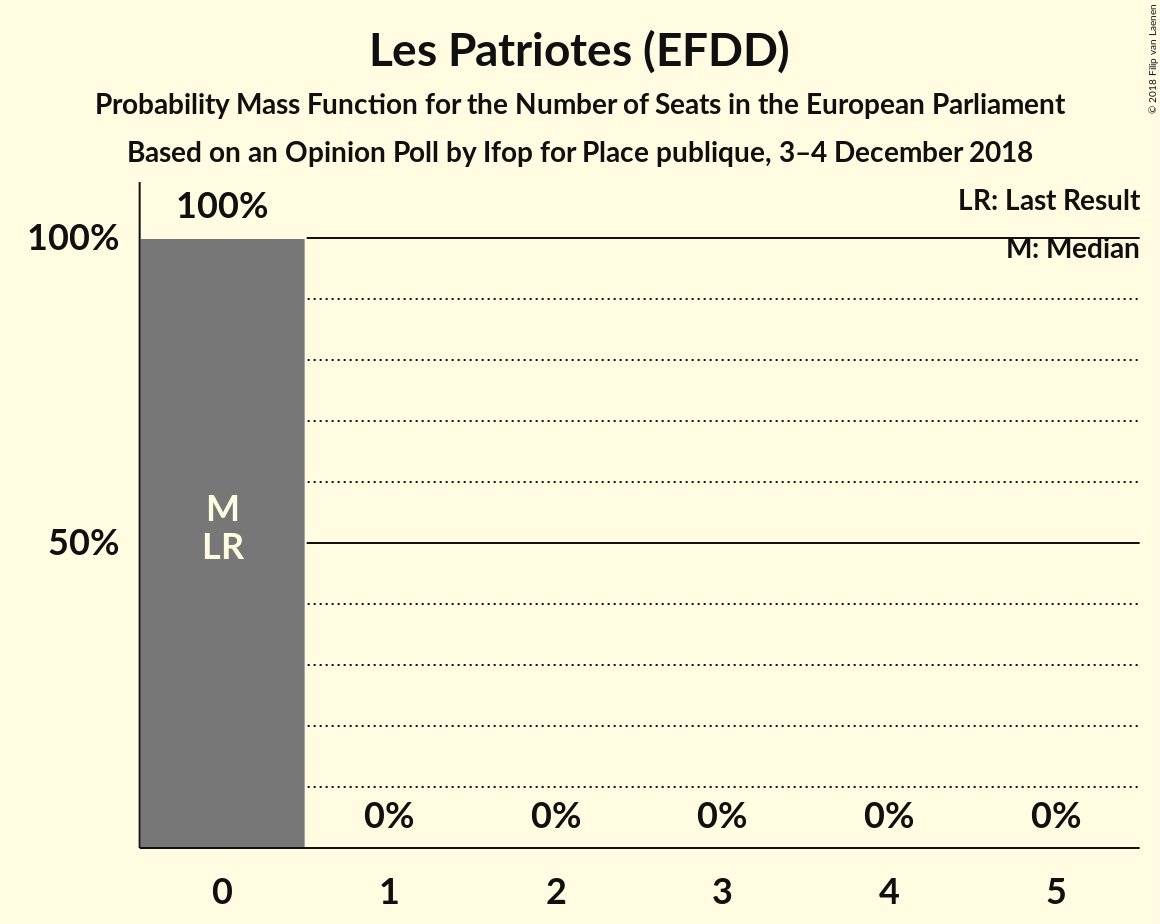 Les Patriotes (EFDD)
Probability Mass Function for the Number of Seats in the European Parliament
Based on an Opinion Poll by Ifop for Place publique, 3–4 December 2018
© 2018 Filip van Laenen
LR: Last Result
M: Median
100%
100%
50%
M
LR
0% 0% 0% 0% 0%
0 1 2 3 4 5